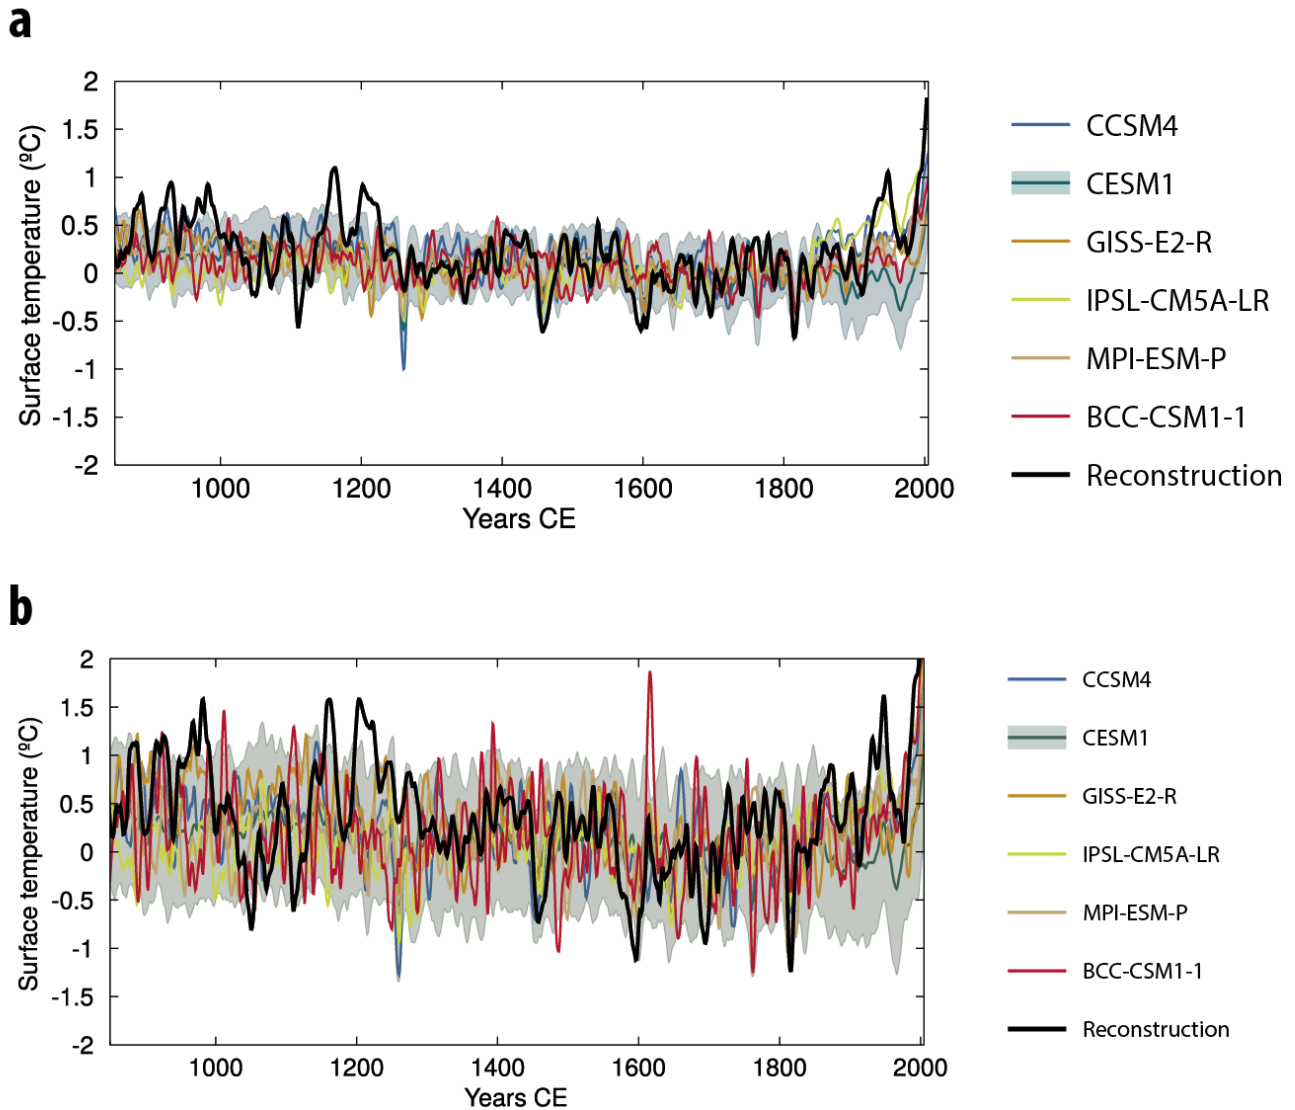 a
2
1.5
1
0.5
0
-0.5
-1
-1.5
-2
Surface temperature (ºC)
1000 1200 1400 1600 1800 2000
Years CE
CCSM4
CESM1
GISS-E2-R
IPSL-CM5A-LR
MPI-ESM-P
BCC-CSM1-1
Reconstruction
b
2
1.5
1
0.5
0
-0.5
-1
-1.5
-2
Surface temperature (ºC)
1000 1200 1400 1600 1800 2000
Years CE
CCSM4
CESM1
GISS-E2-R
IPSL-CM5A-LR
MPI-ESM-P
BCC-CSM1-1
Reconstruction